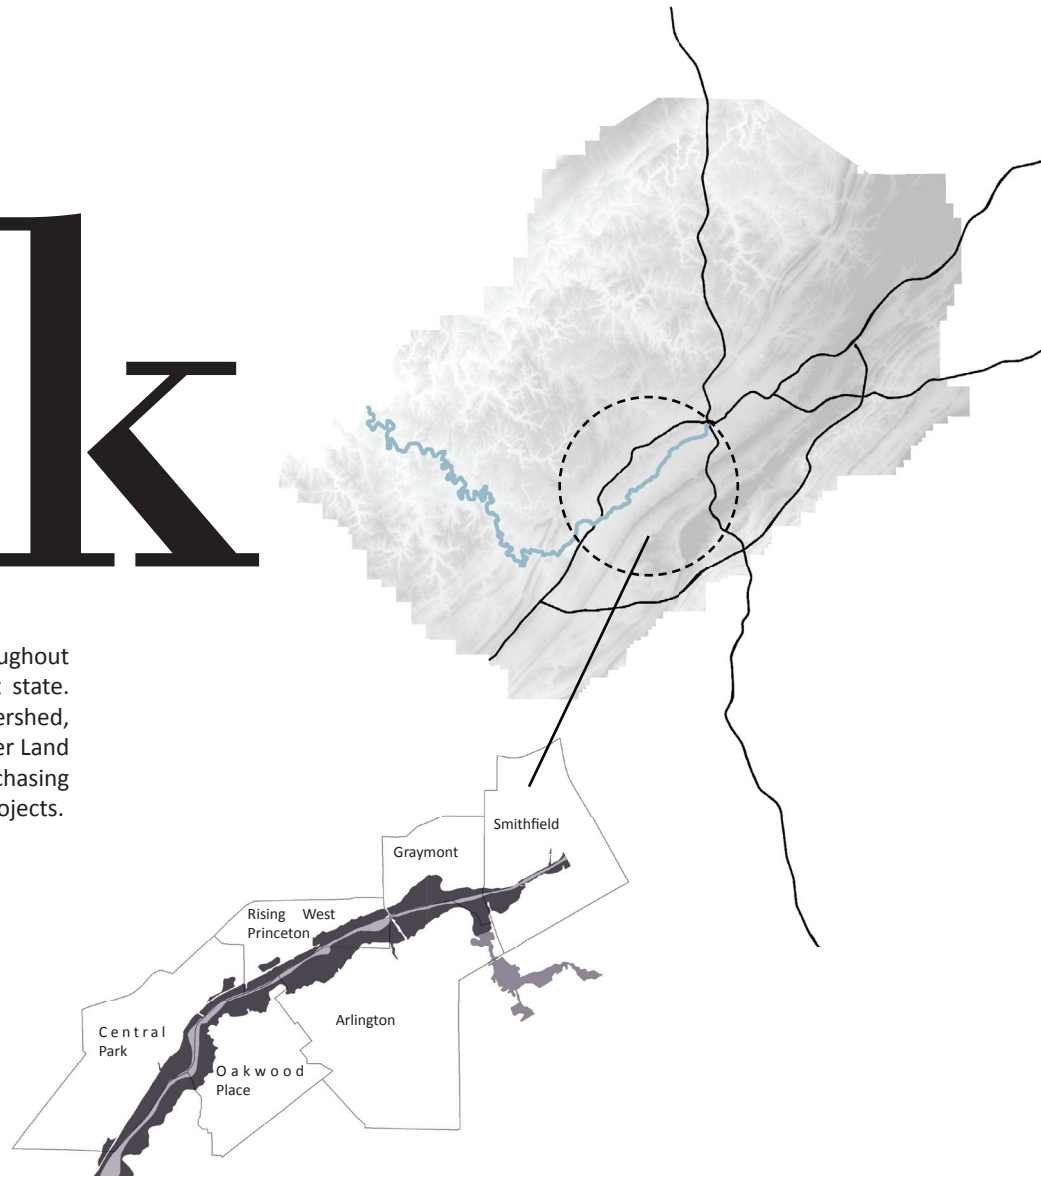 k
ughout
state.
ershed,
er Land
chasing
ojects.
Smithfield
Graymont
Rising West
Princeton
Arlington
Central
Park
Oakwood
Place